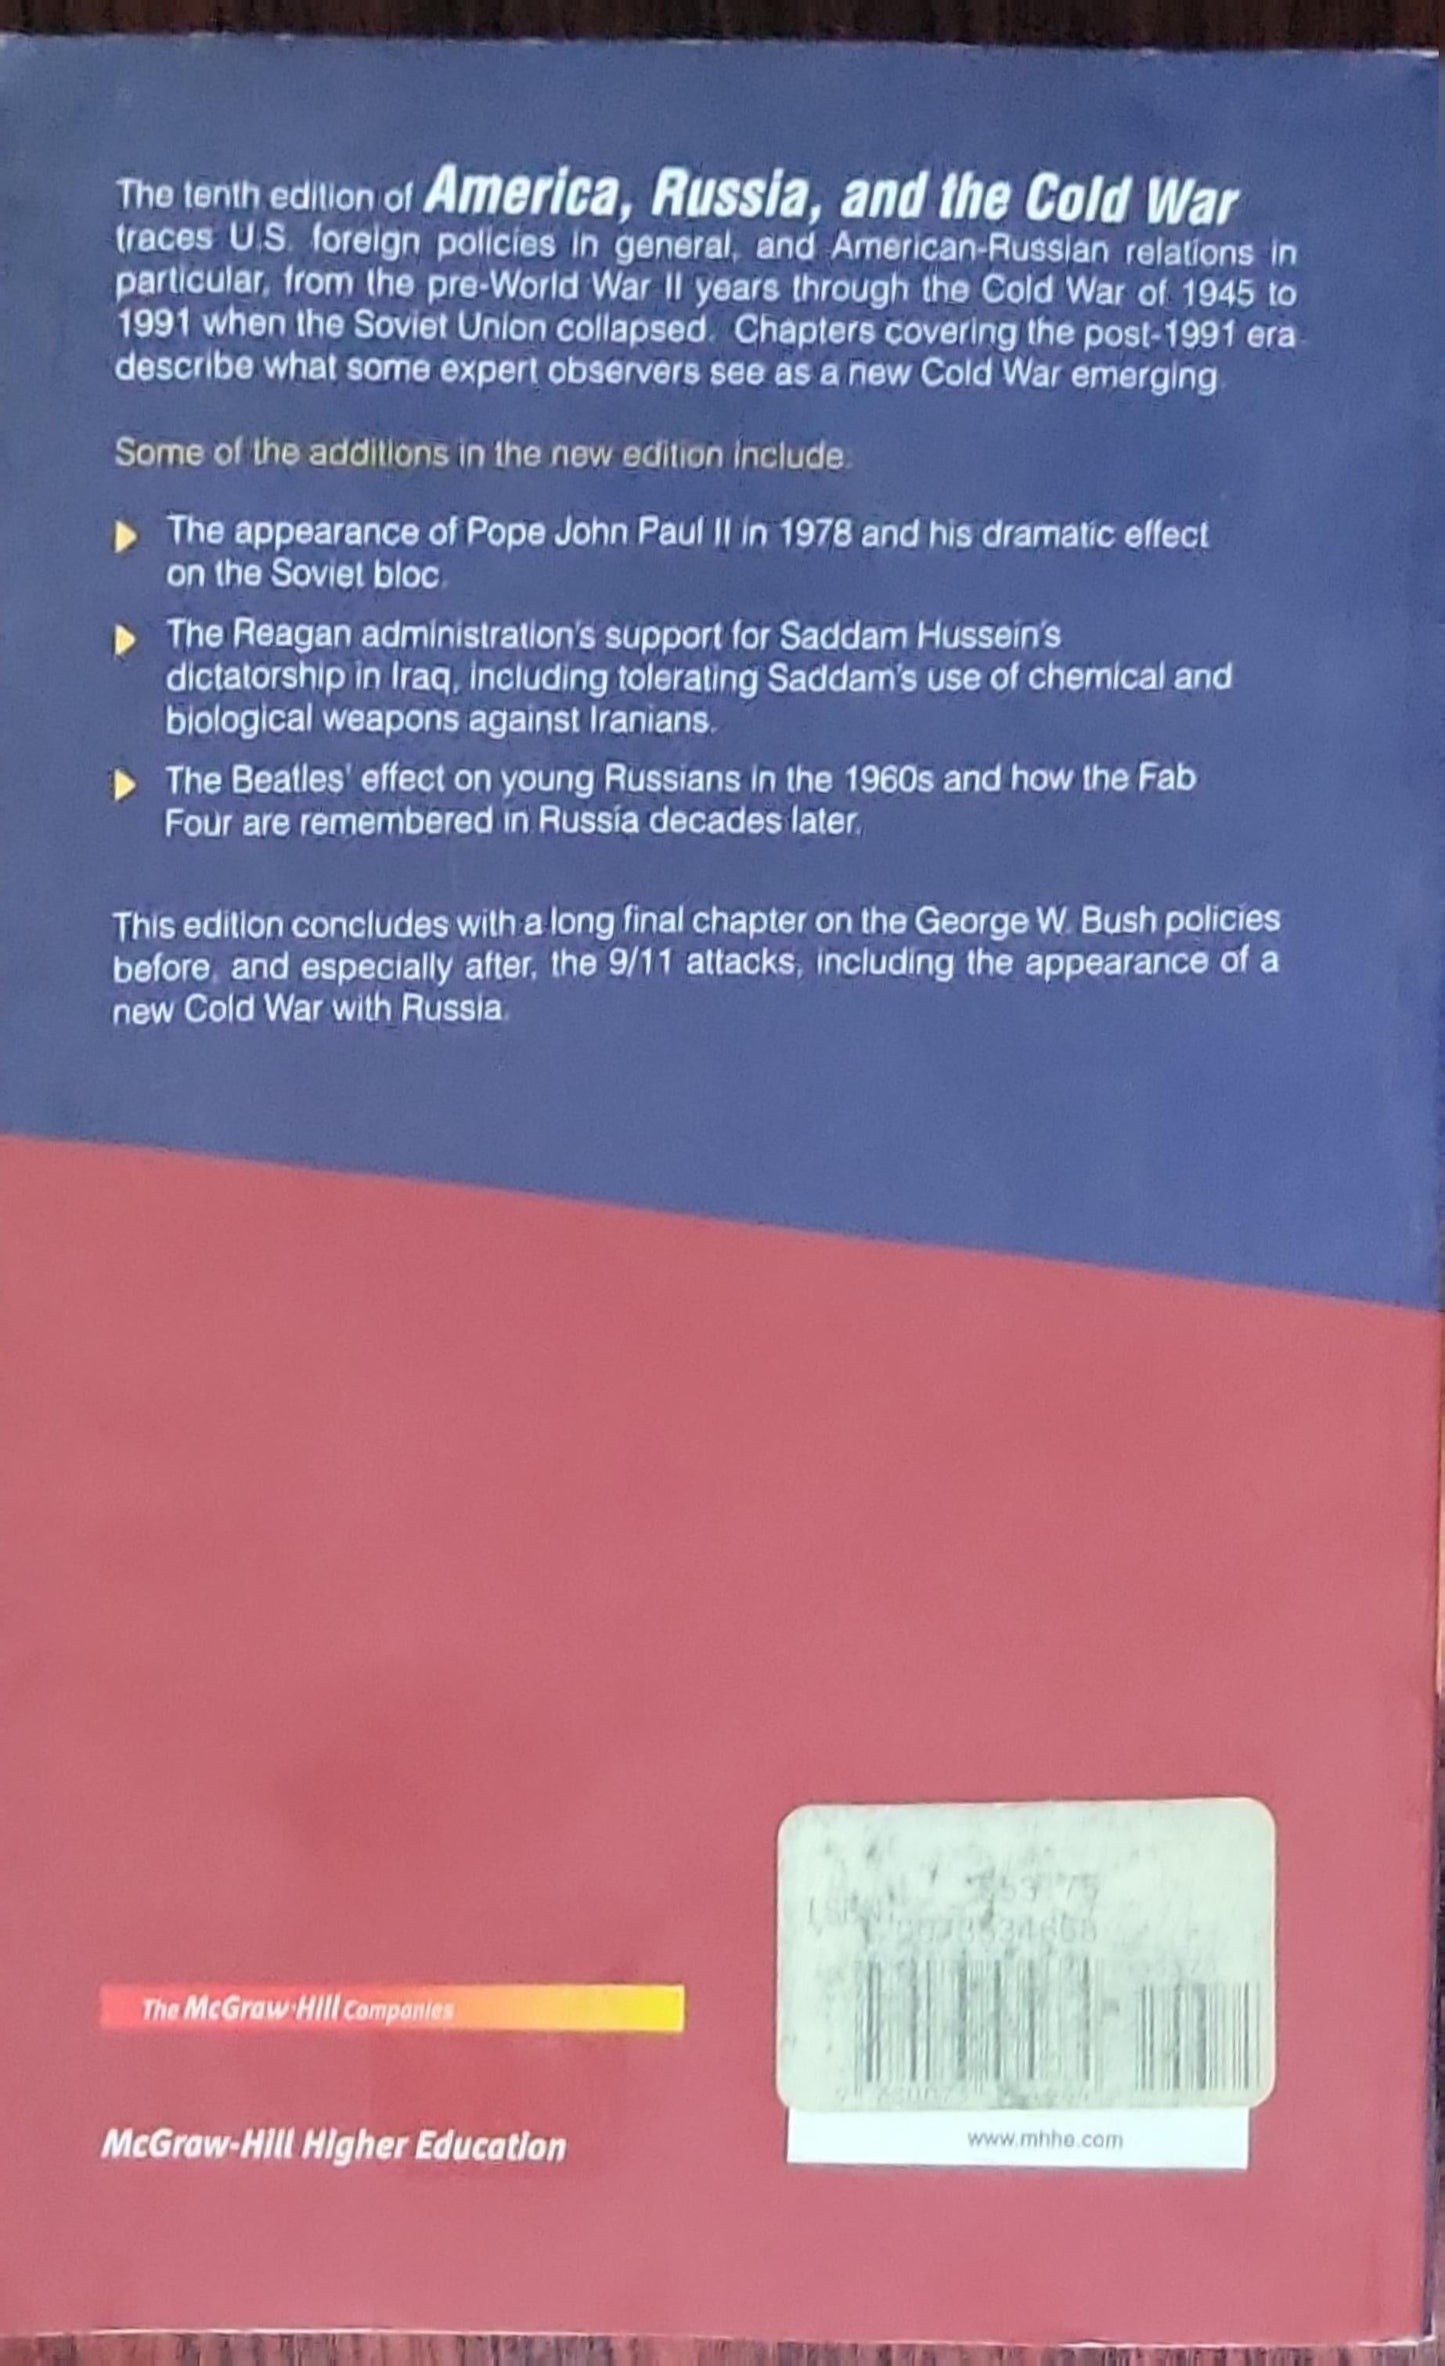 The tenth edition of America, Russia, and the Cold War
traces U.S. foreign policies in general, and American-Russian relations in
particular, from the pre-World War II years through the Cold War of 1945 to
1991 when the Soviet Union collapsed. Chapters covering the post-1991 era
describe what some expert observers see as a new Cold War emerging.
Some of the additions in the new edition include:
The appearance of Pope John Paul II in 1978 and his dramatic effect
on the Soviet bloc.
The Reagan administration's support for Saddam Hussein's
dictatorship in Iraq, including tolerating Saddam's use of chemical and
biological weapons against Iranians.
The Beatles' effect on young Russians in the 1960s and how the Fab
Four are remembered in Russia decades later.
This edition concludes with a long final chapter on the George W. Bush policies
before, and especially after, the 9/11 attacks, including the appearance of a
new Cold War with Russia.
The McGraw·Hill Companies
McGraw-Hill Higher Education
www.mhhe.com